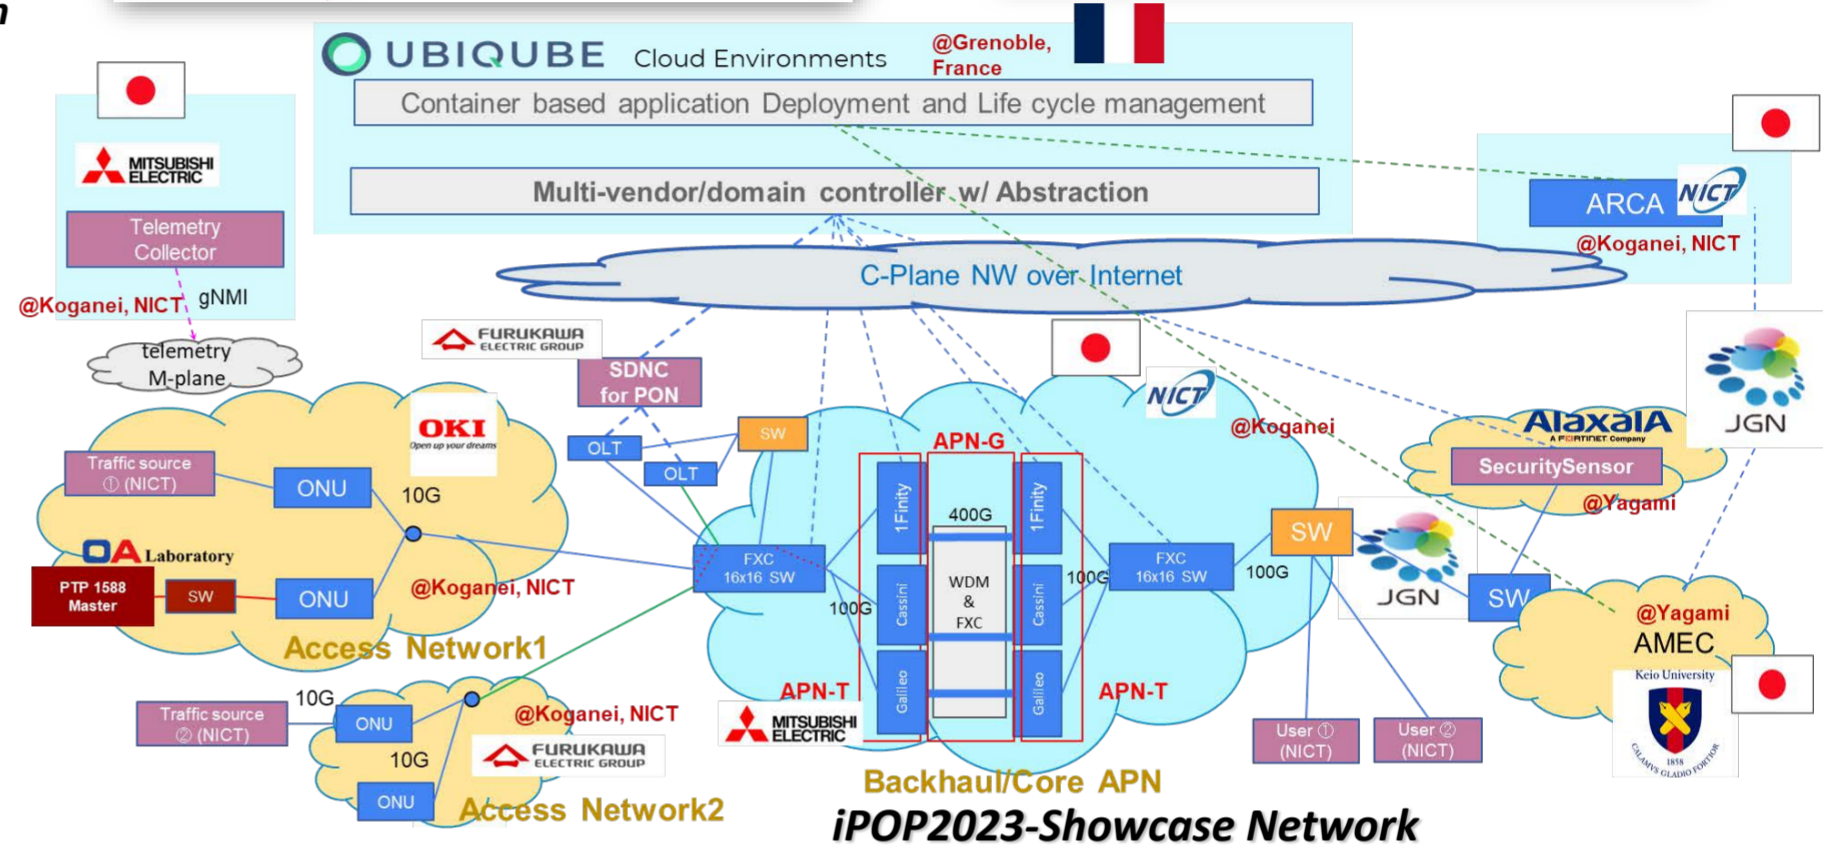 n
UBIQUBE Cloud Environments
@Grenoble,
France
Container based application Deployment and Life cycle management
Multi-vendor/domain controller w/ Abstraction
MITSUBISHI
ELECTRIC
Telemetry
Collector
@Koganei, NICT
gNMI
telemetry
M-plane
ARCA
NICT
@Koganei, NICT
C-Plane NW over Internet
FURUKAWA
ELECTRIC GROUP
SDNC
for PON
OLT
OLT
SW
OKI
Open up your dreams
Traffic source
① (NICT)
ONU
10G
OA Laboratory
PTP 1588
Master
SW
ONU
@Koganei, NICT
Access Network1
10G
Traffic source
② (NICT)
ONU
10G
ONU
@Koganei, NICT
FURUKAWA
ELECTRIC GROUP
Access Network2
NICT
@Koganei
APN-G
FXC
16x16 SW
100G
1Finity
Cassini
Galileo
400G
WDM
&
FXC
1Finity
Cassini
Galileo
100G
FXC
16x16 SW
100G
APN-T
APN-T
MITSUBISHI
ELECTRIC
Backhaul/Core APN
SW
JGN
SW
User ①
(NICT)
User ②
(NICT)
JGN
AlaxalA
A FORTINET Company
SecuritySensor
@Yagami
@Yagami
AMEC
Keio University
1858
CALAMVS GLADIO FORTIOR
iPOP2023-Showcase Network